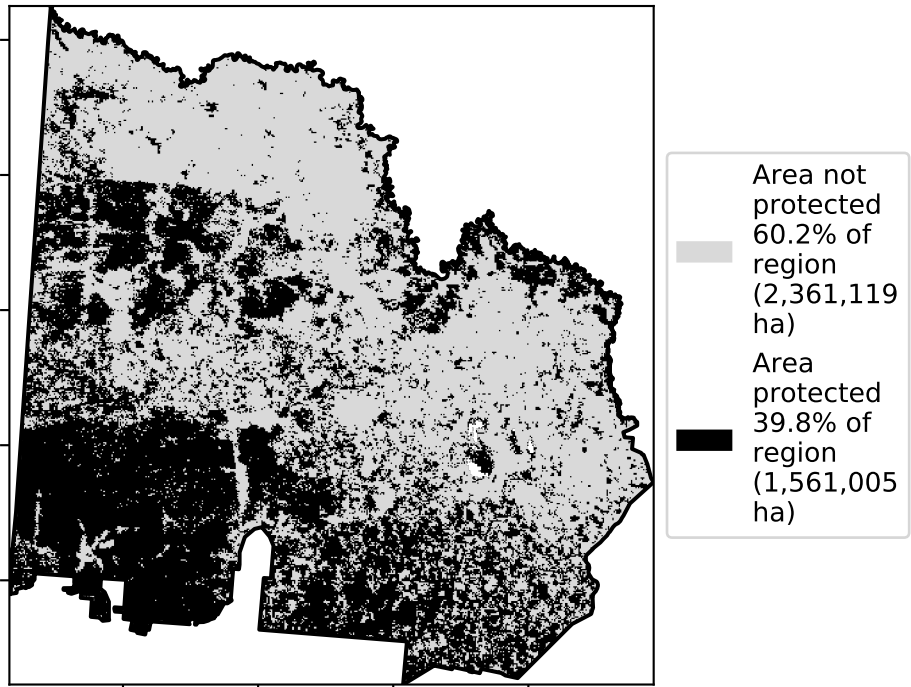 Area not
protected
60.2% of
region
(2,361,119
ha)
Area
protected
39.8% of
region
(1,561,005
ha)